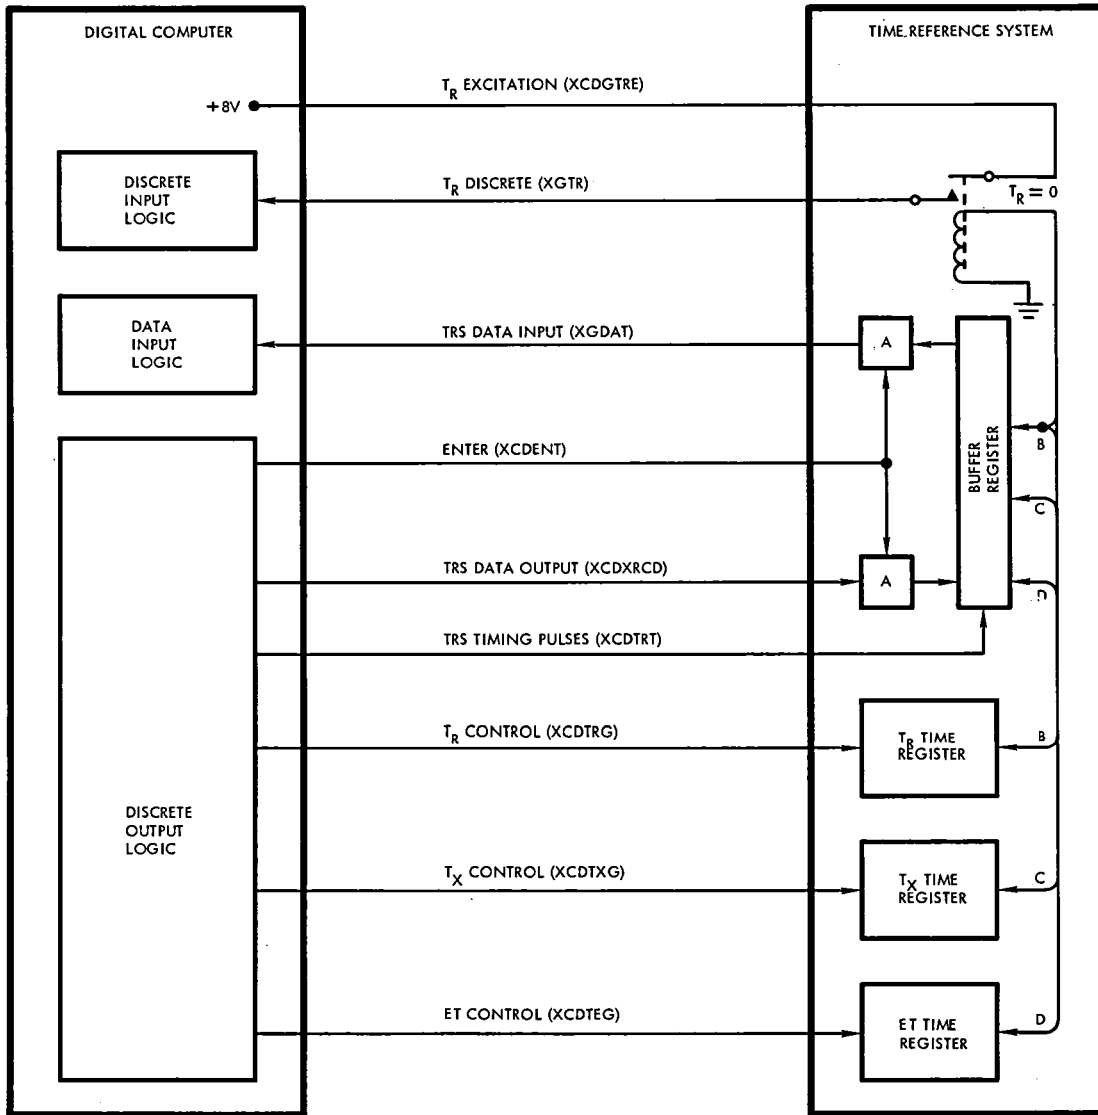 DIGITAL COMPUTER
TIME REFERENCE SYSTEM
T_R EXCITATION (XCDGTRE)
+8V
DISCRETE
INPUT
LOGIC
T_R DISCRETE (XGTR)
T_R = 0
DATA
INPUT
LOGIC
TRS DATA INPUT (XGDAT)
A
ENTER (XCDENT)
BUFFER
REGISTER
B
C
TRS DATA OUTPUT (XCDXRCD)
A
D
TRS TIMING PULSES (XCDTRT)
DISCRETE
OUTPUT
LOGIC
T_R CONTROL (XCDTRG)
T_R TIME
REGISTER
B
T_X CONTROL (XCDTXG)
T_X TIME
REGISTER
C
ET CONTROL (XCDTEG)
ET TIME
REGISTER
D